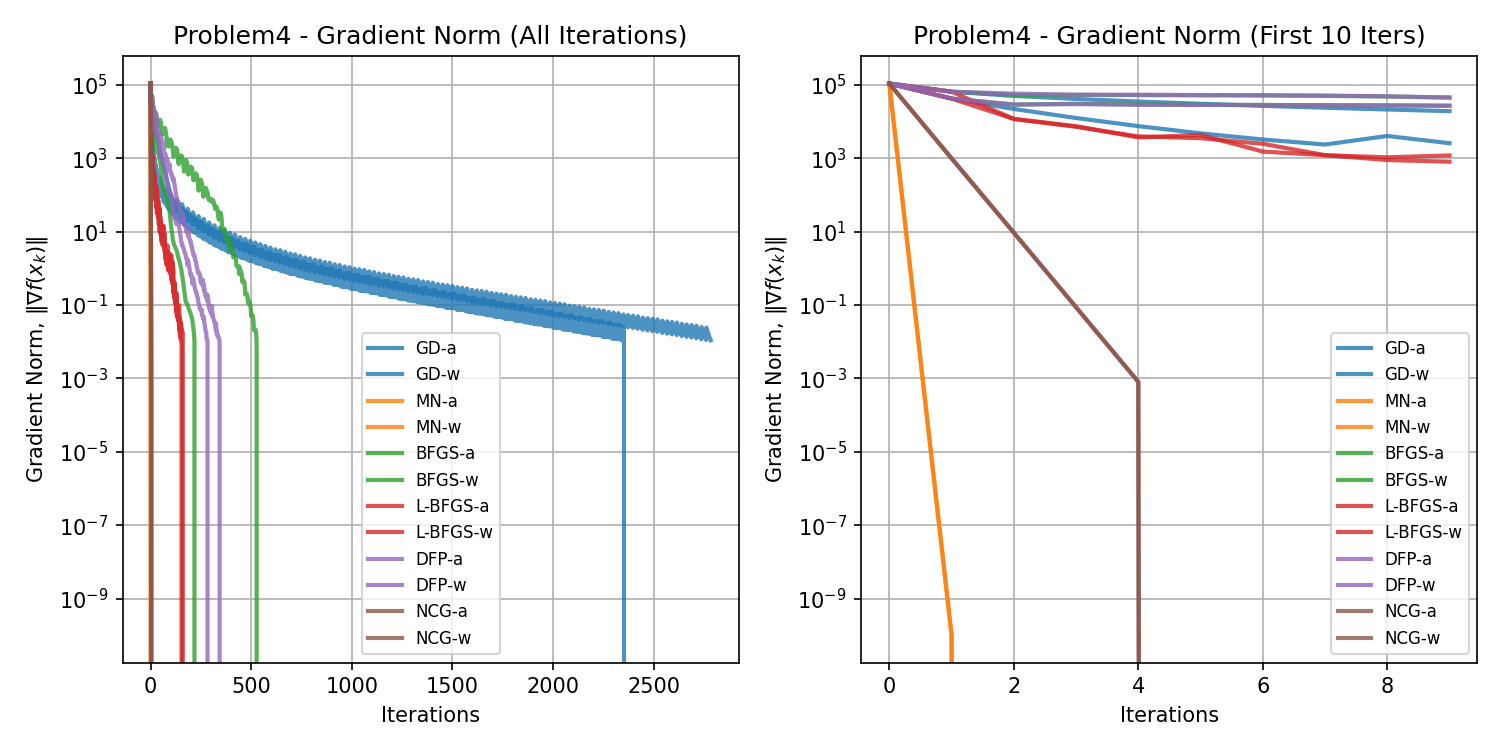 Problem4 - Gradient Norm (All Iterations)
Gradient Norm, ‖∇f(x_k)‖
10^5
10^3
10^1
10^−1
10^−3
10^−5
10^−7
10^−9
GD-a
GD-w
MN-a
MN-w
BFGS-a
BFGS-w
L-BFGS-a
L-BFGS-w
DFP-a
DFP-w
NCG-a
NCG-w
0 500 1000 1500 2000 2500
Iterations
Problem4 - Gradient Norm (First 10 Iters)
Gradient Norm, ‖∇f(x_k)‖
10^5
10^3
10^1
10^−1
10^−3
10^−5
10^−7
10^−9
GD-a
GD-w
MN-a
MN-w
BFGS-a
BFGS-w
L-BFGS-a
L-BFGS-w
DFP-a
DFP-w
NCG-a
NCG-w
0 2 4 6 8
Iterations